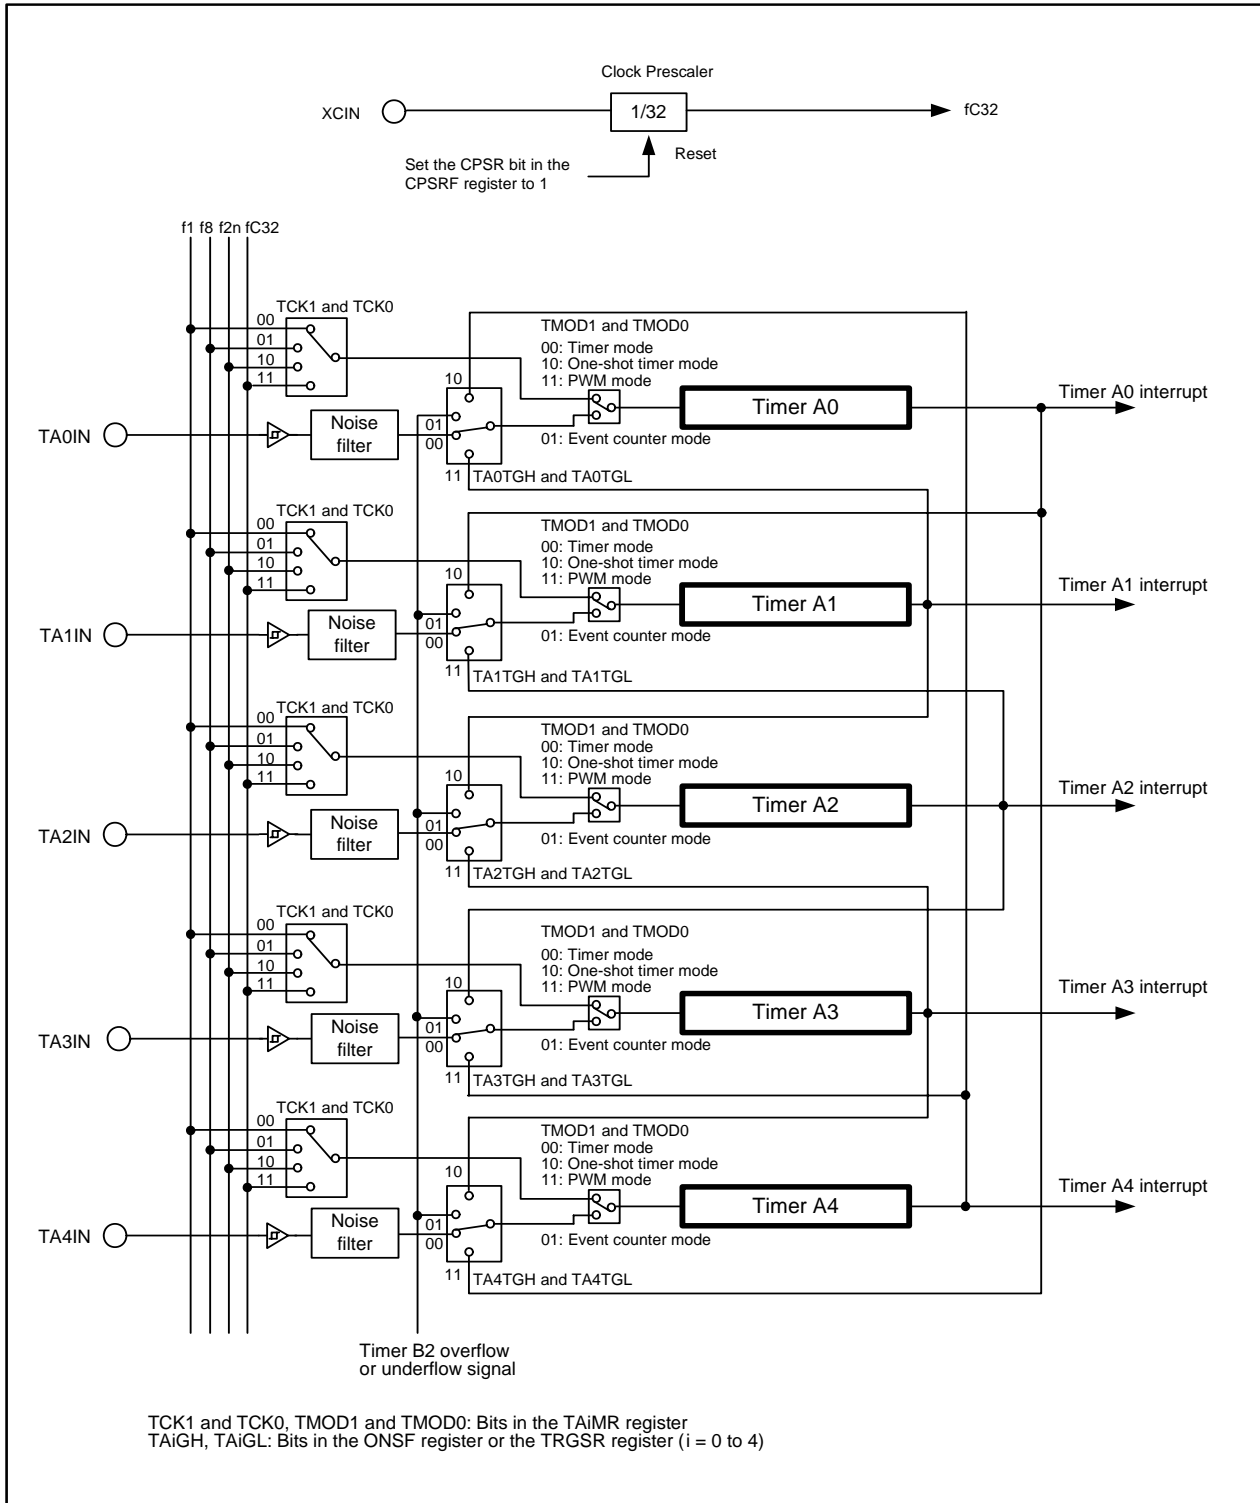 Clock Prescaler
XCIN
1/32
fC32
Reset
Set the CPSR bit in the
CPSRF register to 1
f1 f8 f2n fC32
TCK1 and TCK0
00
01
10
11
TMOD1 and TMOD0
00: Timer mode
10: One-shot timer mode
11: PWM mode
10
01
00
11
TA0IN
Noise
filter
Timer A0
Timer A0 interrupt
01: Event counter mode
TA0TGH and TA0TGL
TCK1 and TCK0
00
01
10
11
TMOD1 and TMOD0
00: Timer mode
10: One-shot timer mode
11: PWM mode
10
01
00
11
TA1IN
Noise
filter
Timer A1
Timer A1 interrupt
01: Event counter mode
TA1TGH and TA1TGL
TCK1 and TCK0
00
01
10
11
TMOD1 and TMOD0
00: Timer mode
10: One-shot timer mode
11: PWM mode
10
01
00
11
TA2IN
Noise
filter
Timer A2
Timer A2 interrupt
01: Event counter mode
TA2TGH and TA2TGL
TCK1 and TCK0
00
01
10
11
TMOD1 and TMOD0
00: Timer mode
10: One-shot timer mode
11: PWM mode
10
01
00
11
TA3IN
Noise
filter
Timer A3
Timer A3 interrupt
01: Event counter mode
TA3TGH and TA3TGL
TCK1 and TCK0
00
01
10
11
TMOD1 and TMOD0
00: Timer mode
10: One-shot timer mode
11: PWM mode
10
01
00
11
TA4IN
Noise
filter
Timer A4
Timer A4 interrupt
01: Event counter mode
TA4TGH and TA4TGL
Timer B2 overflow
or underflow signal
TCK1 and TCK0, TMOD1 and TMOD0: Bits in the TAiMR register
TAiGH, TAiGL: Bits in the ONSF register or the TRGSR register (i = 0 to 4)